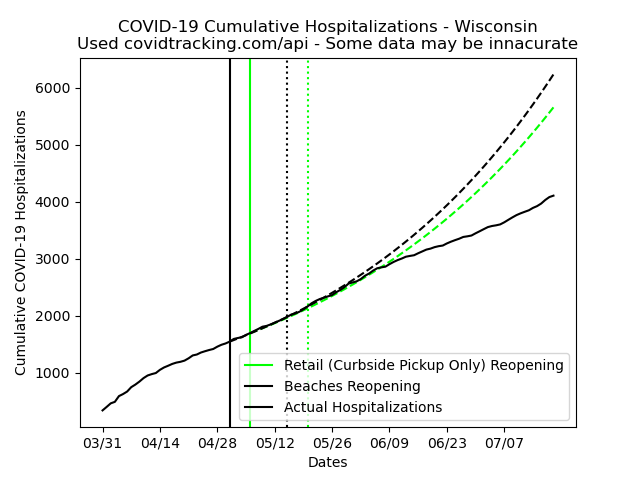 COVID-19 Cumulative Hospitalizations - Wisconsin
Used covidtracking.com/api - Some data may be innacurate
Cumulative COVID-19 Hospitalizations
6000
5000
4000
3000
2000
1000
Retail (Curbside Pickup Only) Reopening
Beaches Reopening
Actual Hospitalizations
03/31 04/14 04/28 05/12 05/26 06/09 06/23 07/07
Dates